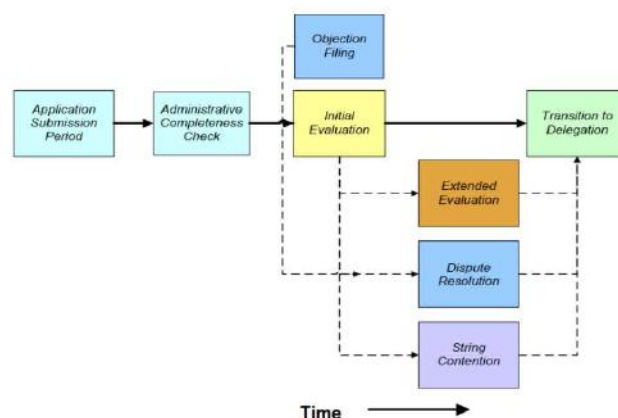 Objection
Filing
Application
Submission
Period
Administrative
Completeness
Check
Initial
Evaluation
Transition to
Delegation
Extended
Evaluation
Dispute
Resolution
String
Contention
Time